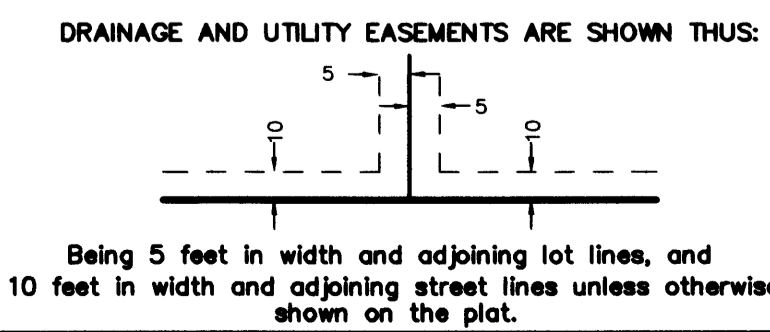 DRAINAGE AND UTILITY EASEMENTS ARE SHOWN THUS:
5
5
10
10
Being 5 feet in width and adjoining lot lines, and
10 feet in width and adjoining street lines unless otherwise
shown on the plat.